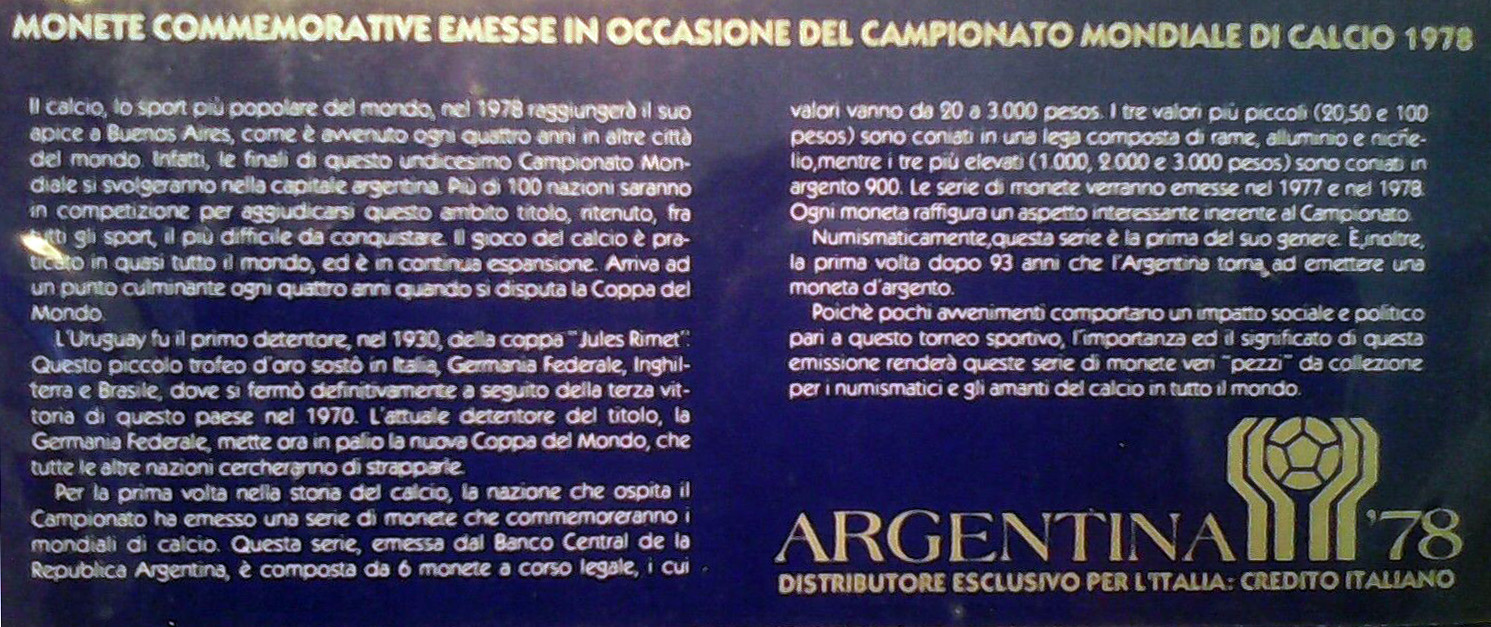 MONETE COMMEMORATIVE EMESSE IN OCCASIONE DEL CAMPIONATO MONDIALE DI CALCIO 1978
Il calcio, lo sport più popolare del mondo, nel 1978 raggiungerà il suo
apice a Buenos Aires, come è avvenuto ogni quattro anni in altre città
del mondo. Infatti, le finali di questo undicesimo Campionato Mon-
diale si svolgeranno nella capitale argentina. Più di 100 nazioni saranno
in competizione per aggiudicarsi questo ambito titolo, ritenuto, fra
tutti gli sport, il più difficile da conquistare. Il gioco del calcio è pra-
ticato in quasi tutto il mondo, ed è in continua espansione. Arriva ad
un punto culminante ogni quattro anni quando si disputa la Coppa del
Mondo.
L'Uruguay fu il primo detentore, nel 1930, della coppa "Jules Rimet".
Questo piccolo trofeo d'oro sostò in Italia, Germania Federale, Inghil-
terra e Brasile, dove si fermò definitivamente a seguito della terza vit-
toria di questo paese nel 1970. L'attuale detentore del titolo, la
Germania Federale, mette ora in palio la nuova Coppa del Mondo, che
tutte le altre nazioni cercheranno di strapparle.
Per la prima volta nella storia del calcio, la nazione che ospita il
Campionato ha emesso una serie di monete che commemoreranno i
mondiali di calcio. Questa serie, emessa dal Banco Central de la
Republica Argentina, è composta da 6 monete a corso legale, i cui
valori vanno da 20 a 3.000 pesos. I tre valori più piccoli (20,50 e 100
pesos) sono coniati in una lega composta di rame, alluminio e niche-
lio,mentre i tre più elevati (1.000, 2.000 e 3.000 pesos) sono coniati in
argento 900. Le serie di monete verranno emesse nel 1977 e nel 1978.
Ogni moneta raffigura un aspetto interessante inerente al Campionato.
Numismaticamente,questa serie è la prima del suo genere. È,inoltre,
la prima volta dopo 93 anni che l'Argentina torna ad emettere una
moneta d'argento.
Poichè pochi avvenimenti comportano un impatto sociale e politico
pari a questo torneo sportivo, l'importanza ed il significato di questa
emissione renderà queste serie di monete veri "pezzi" da collezione
per i numismatici e gli amanti del calcio in tutto il mondo.
ARGENTINA '78
DISTRIBUTORE ESCLUSIVO PER L'ITALIA: CREDITO ITALIANO